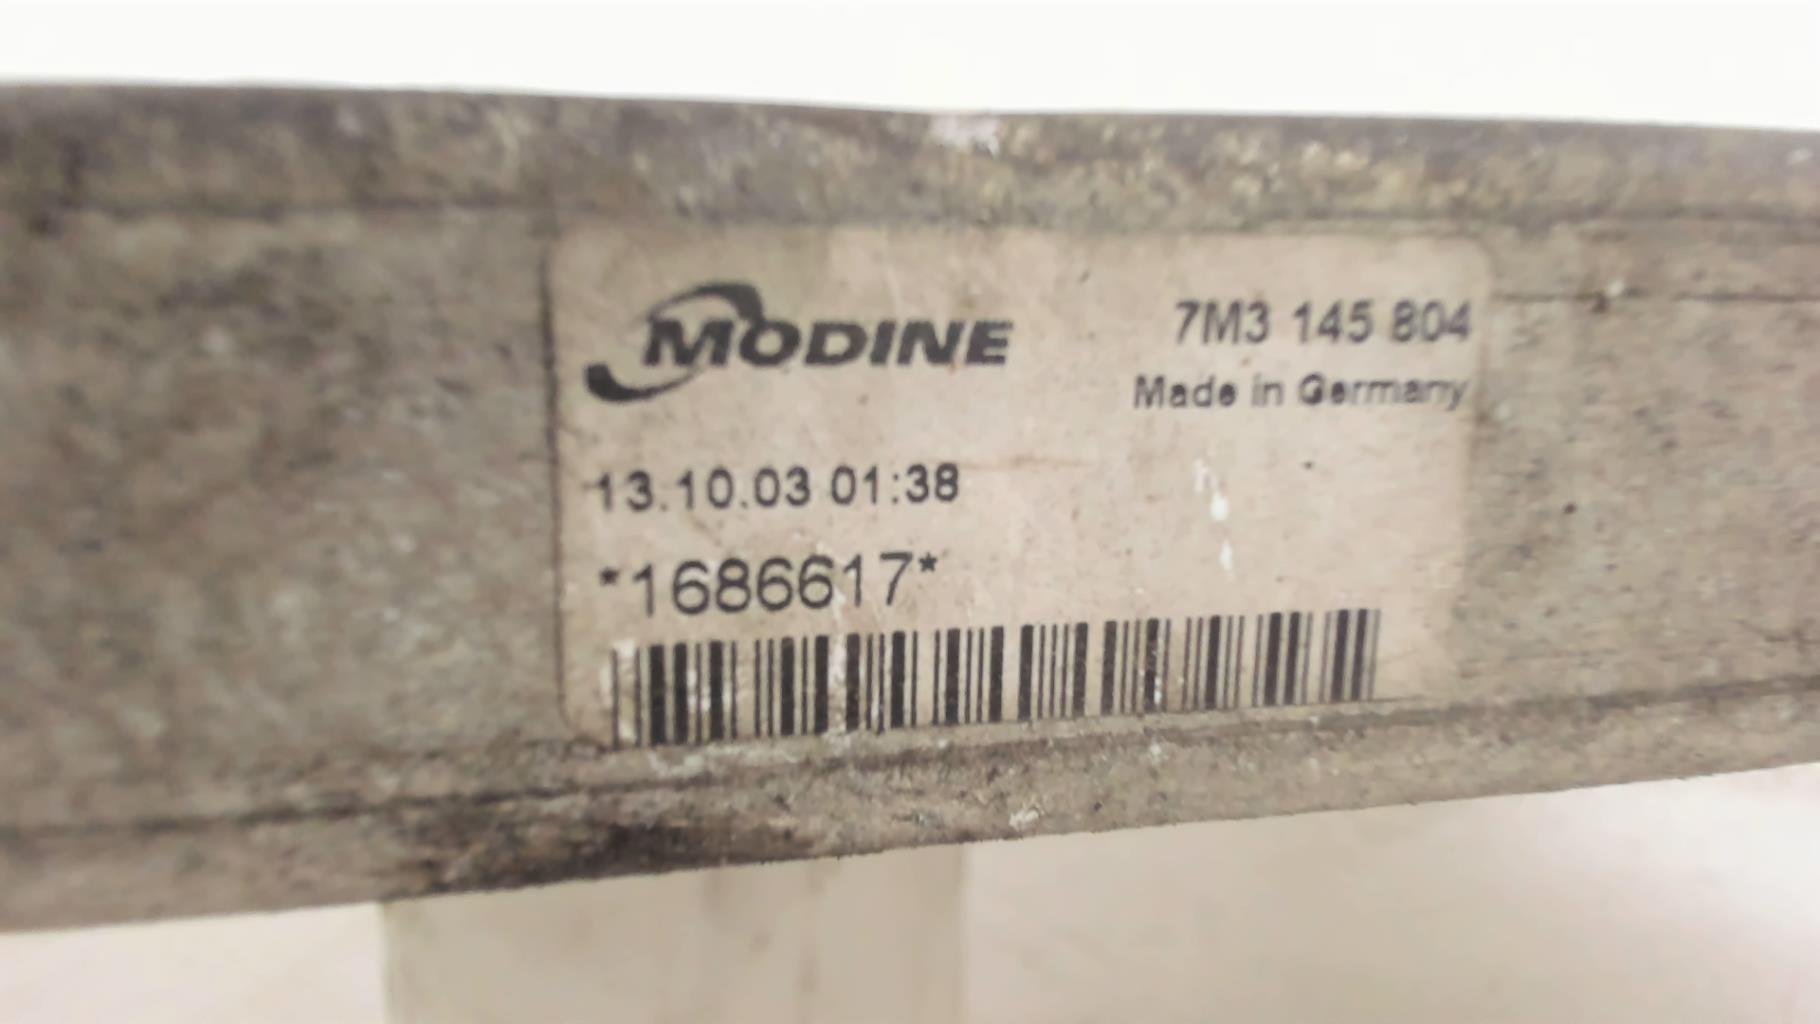 MODINE
7M3 145 804
Made in Germany
13.10.03 01:38
*1686617*